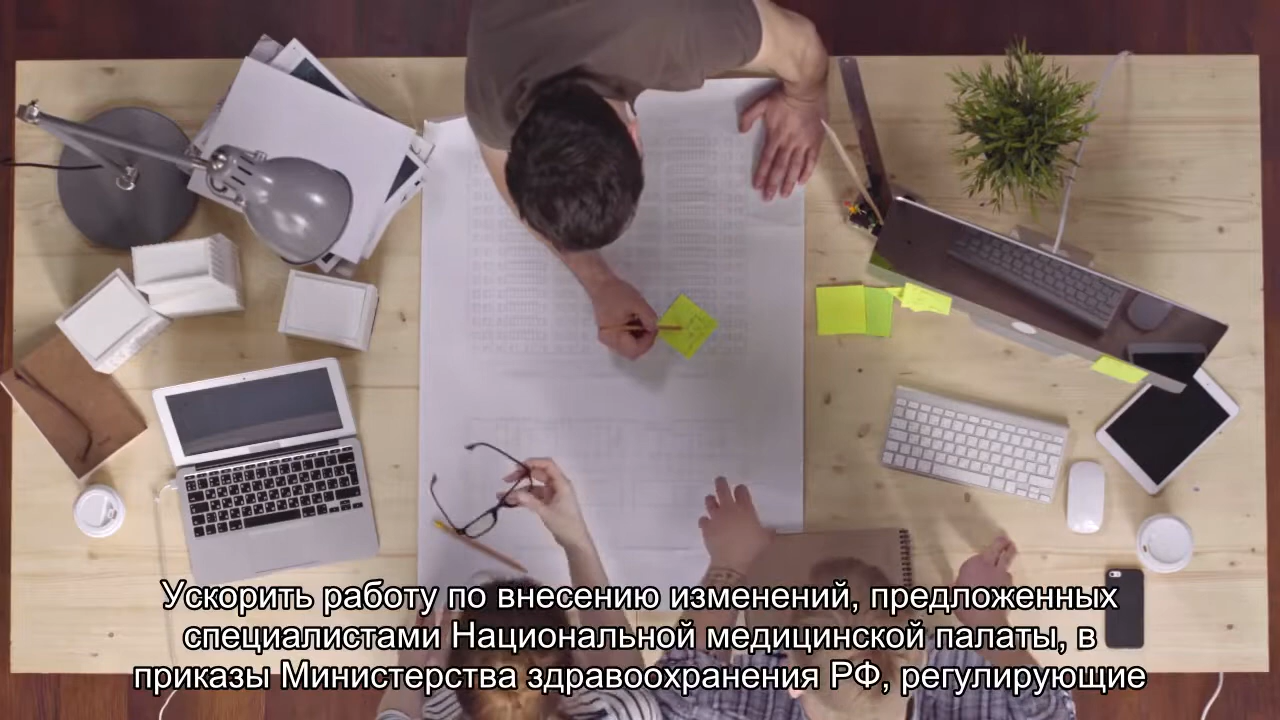 Ускорить работу по внесению изменений, предложенных
специалистами Национальной медицинской палаты, в
приказы Министерства здравоохранения РФ, регулирующие